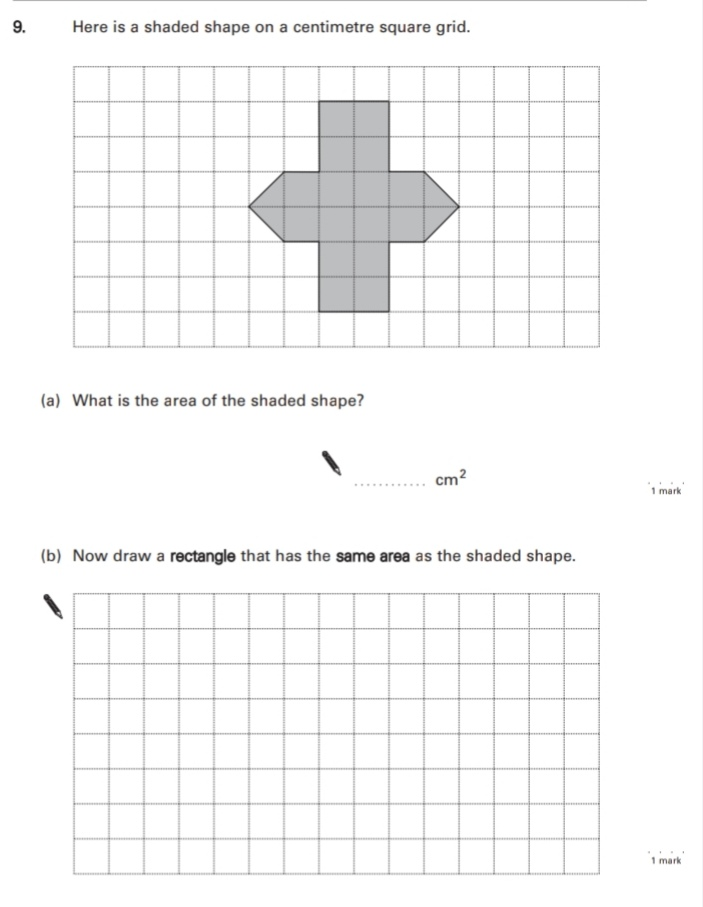 9. Here is a shaded shape on a centimetre square grid.
(a) What is the area of the shaded shape?
............ cm²
1 mark
(b) Now draw a rectangle that has the same area as the shaded shape.
1 mark